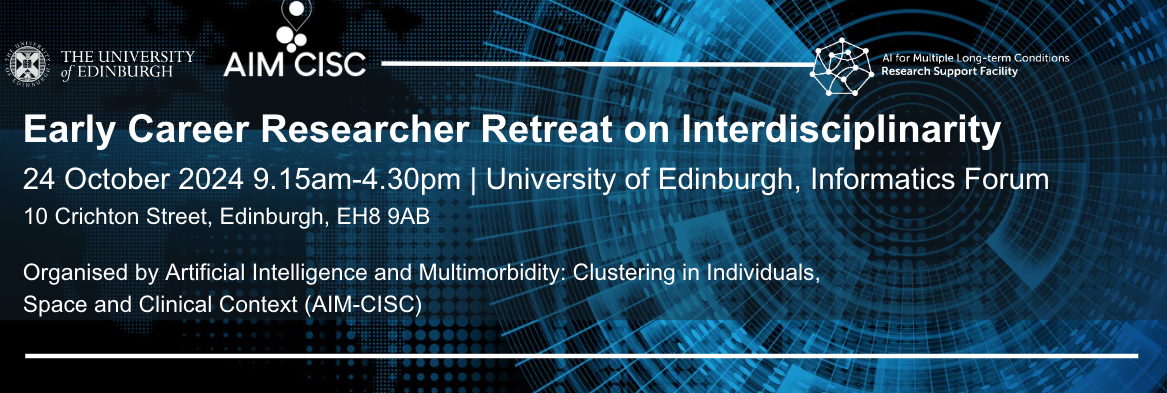 THE UNIVERSITY
of EDINBURGH
AIM CISC
AI for Multiple Long-term Conditions
Research Support Facility
Early Career Researcher Retreat on Interdisciplinarity
24 October 2024 9.15am-4.30pm | University of Edinburgh, Informatics Forum
10 Crichton Street, Edinburgh, EH8 9AB
Organised by Artificial Intelligence and Multimorbidity: Clustering in Individuals,
Space and Clinical Context (AIM-CISC)